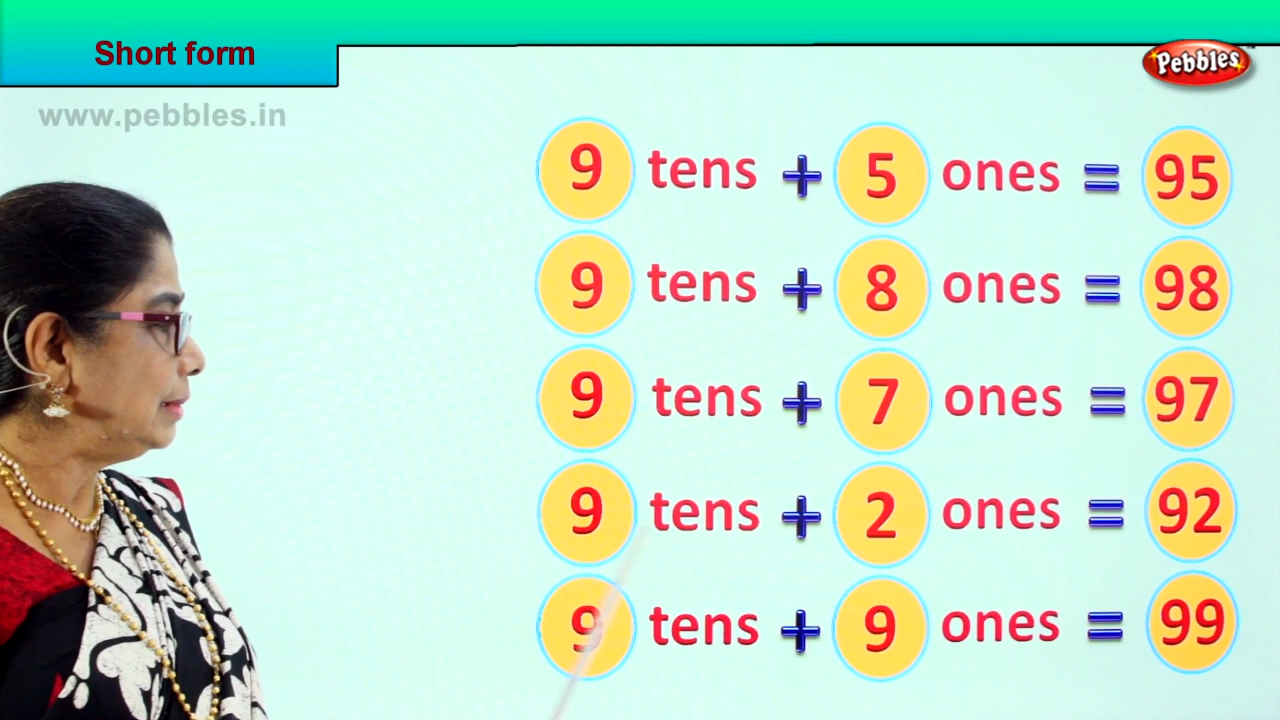 Short form
Pebbles
www.pebbles.in
9 tens + 5 ones = 95
9 tens + 8 ones = 98
9 tens + 7 ones = 97
9 tens + 2 ones = 92
9 tens + 9 ones = 99